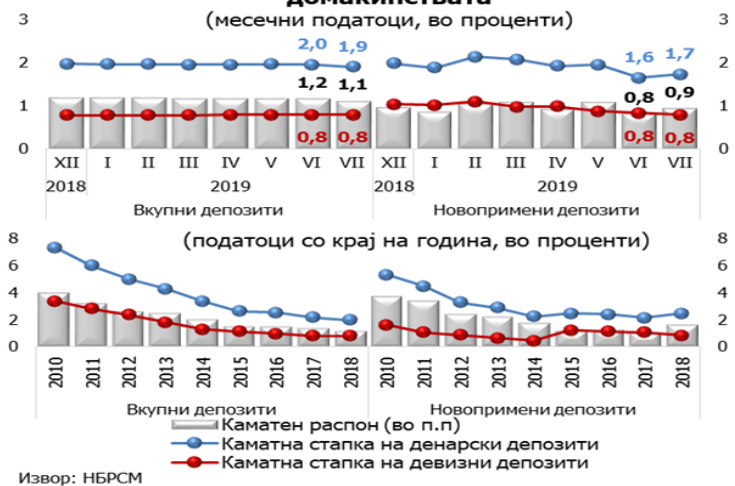 домаќинствата
(месечни податоци, во проценти)
3 3
2,0 1,9 1,6 1,7
2 2
1,2 1,1 0,8 0,9
1 1
0,8 0,8 0,8 0,8
0 0
XII I II III IV V VI VII XII I II III IV V VI VII
2018 2019 2018 2019
Вкупни депозити Новопримени депозити
(податоци со крај на година, во проценти)
8 8
6 6
4 4
2 2
0 0
2010 2011 2012 2013 2014 2015 2016 2017 2018 2010 2011 2012 2013 2014 2015 2016 2017 2018
Вкупни депозити Новопримени депозити
Каматен распон (во п.п)
Каматна стапка на денарски депозити
Каматна стапка на девизни депозити
Извор: НБРСМ